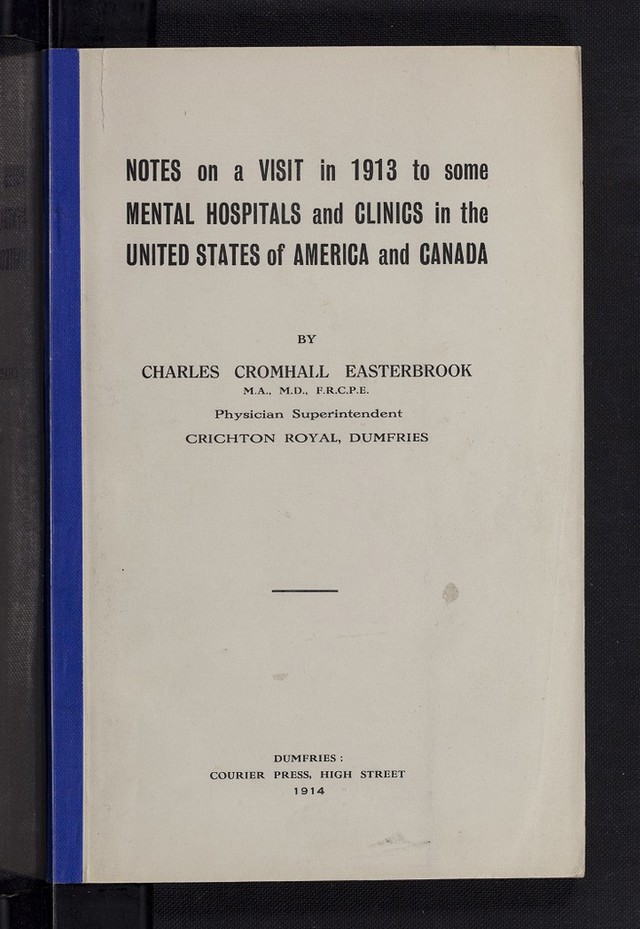 NOTES on a VISIT in 1913 to some
MENTAL HOSPITALS and CLINICS in the
UNITED STATES of AMERICA and CANADA
BY
CHARLES CROMHALL EASTERBROOK
M.A., M.D., F.R.C.P.E.
Physician Superintendent
CRICHTON ROYAL, DUMFRIES
DUMFRIES :
COURIER PRESS, HIGH STREET
1914